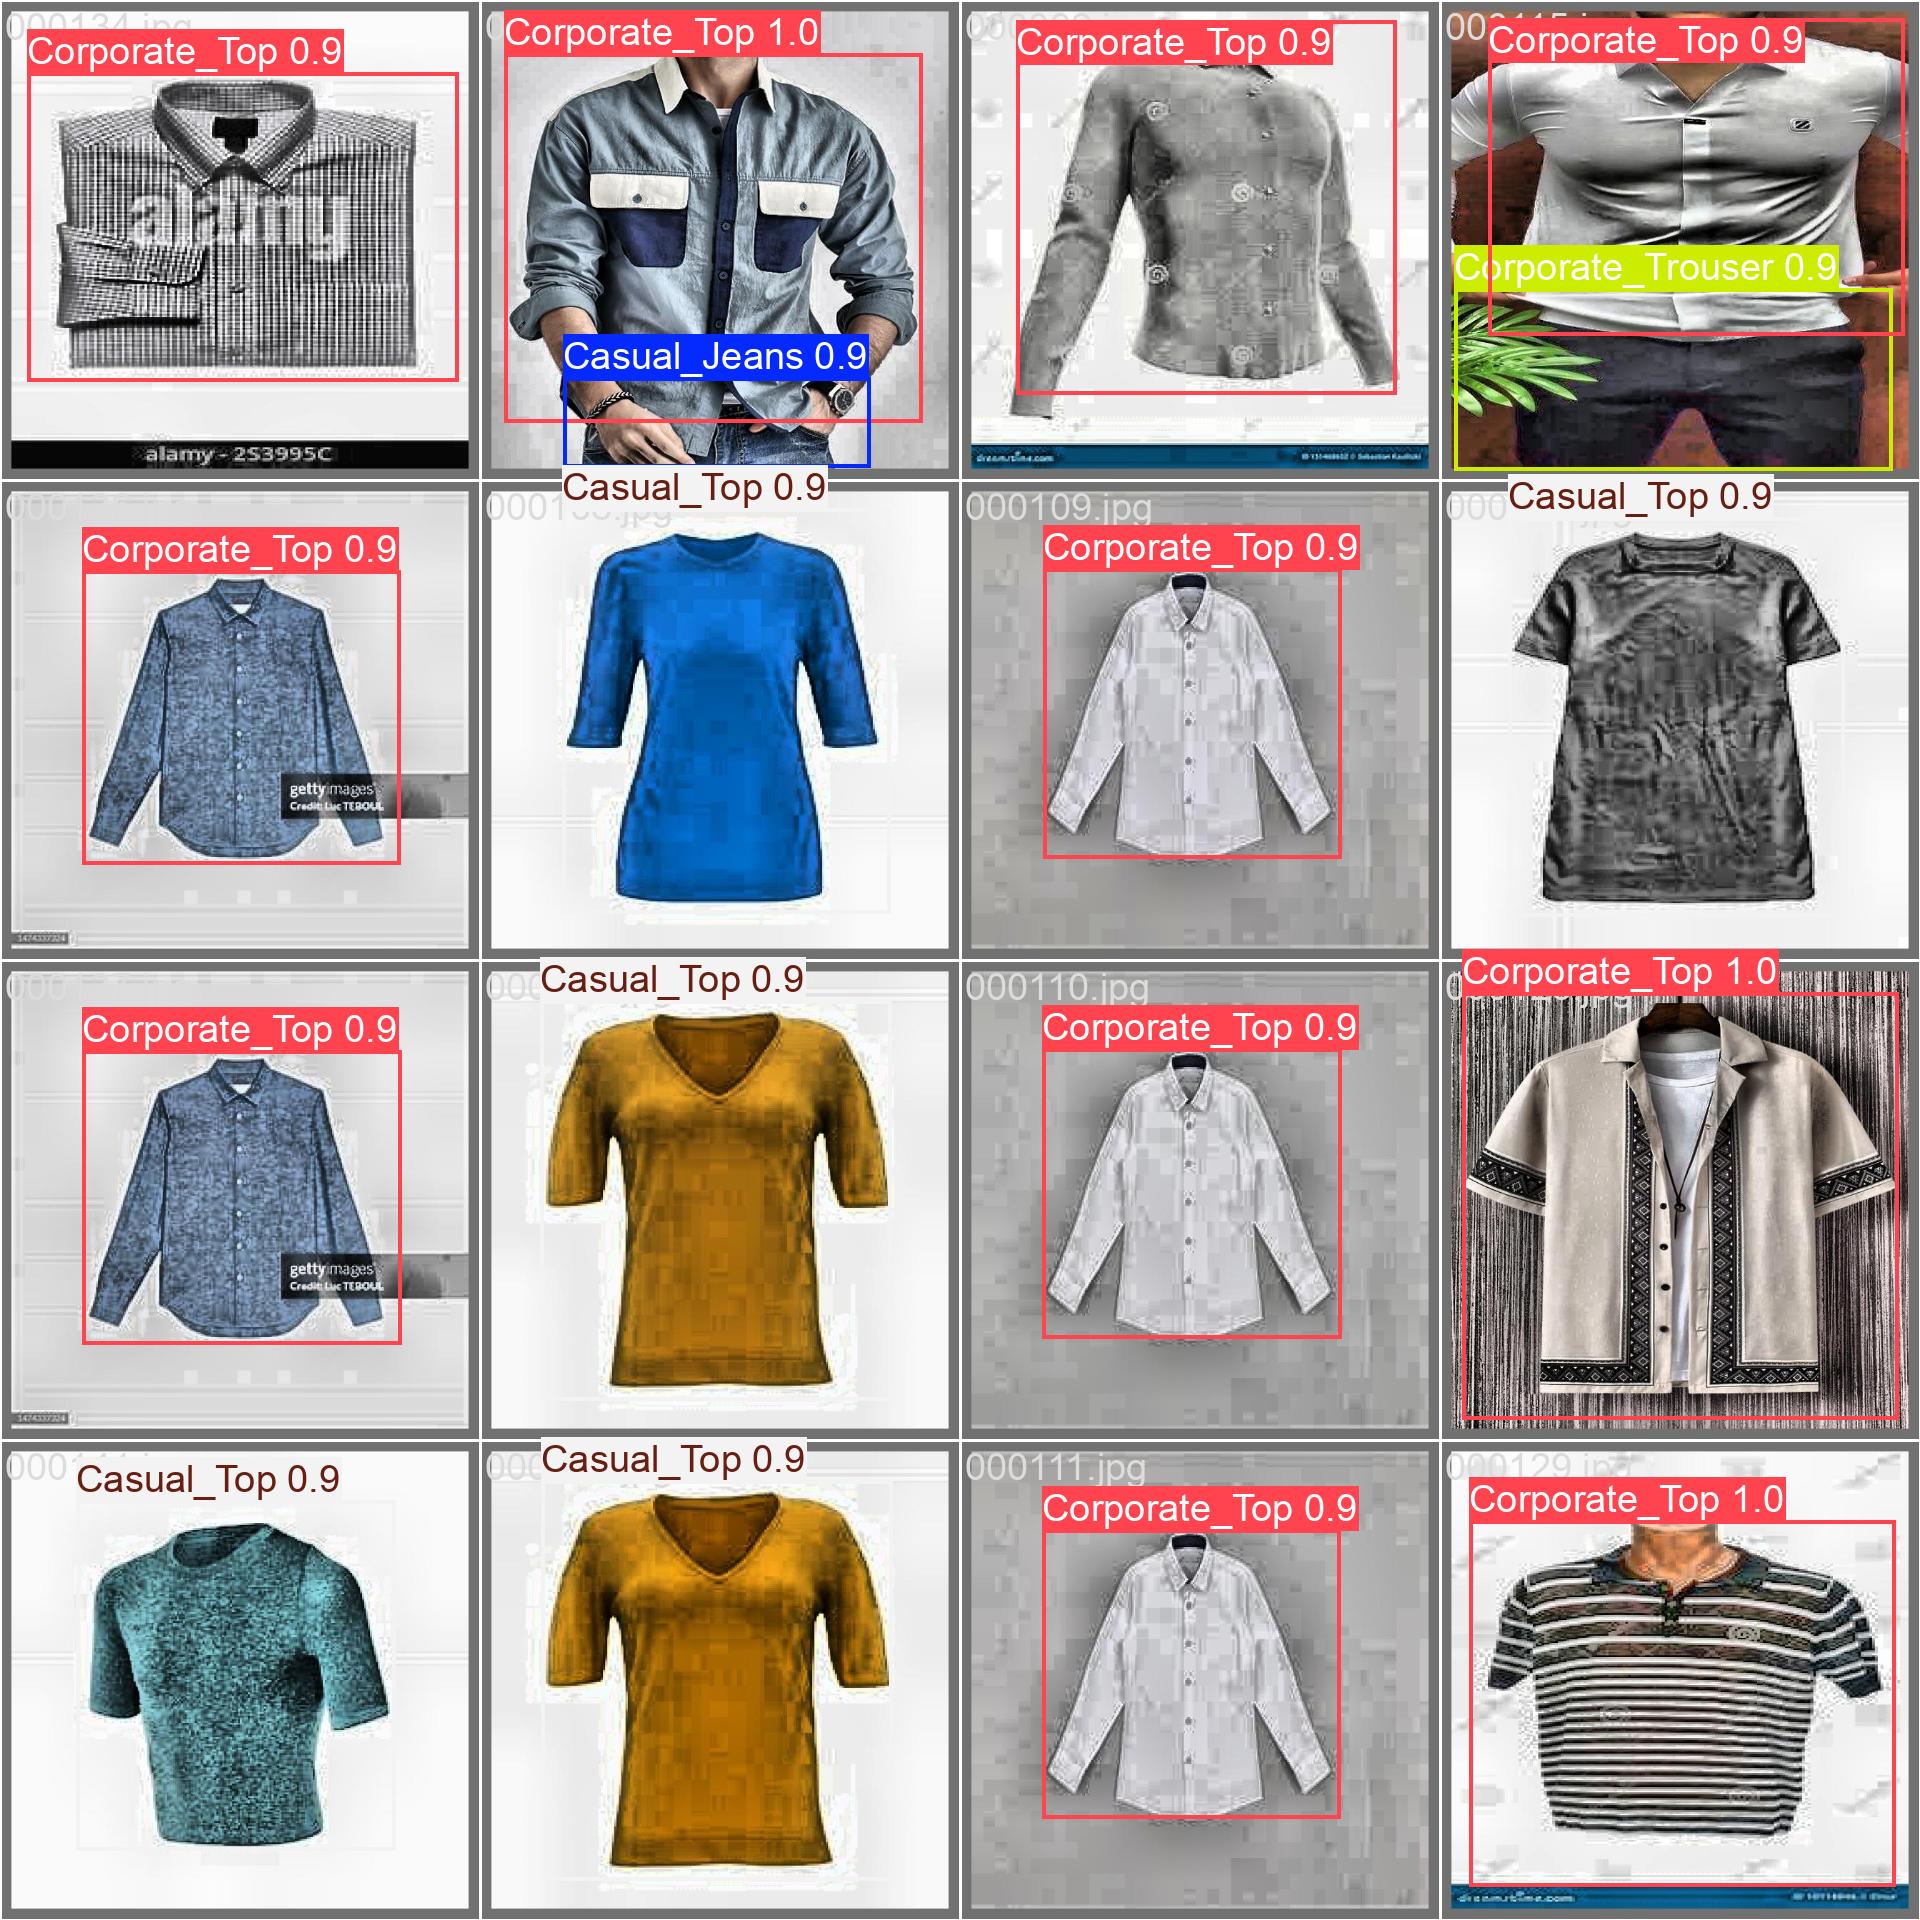 000134.jpg
Corporate_Top 0.9
alamy
alamy - 2S3995C
Corporate_Top 1.0
Casual_Jeans 0.9
Corporate_Top 0.9
dreamstime.com
Corporate_Top 0.9
Corporate_Trouser 0.9
Corporate_Top 0.9
gettyimages
Credit: Luc TEBOUL
Casual_Top 0.9
000109.jpg
Corporate_Top 0.9
Casual_Top 0.9
Corporate_Top 0.9
gettyimages
Credit: Luc TEBOUL
Casual_Top 0.9
000110.jpg
Corporate_Top 0.9
Corporate_Top 1.0
Casual_Top 0.9
Casual_Top 0.9
000111.jpg
Corporate_Top 0.9
000129.jpg
Corporate_Top 1.0
dreamstime.com